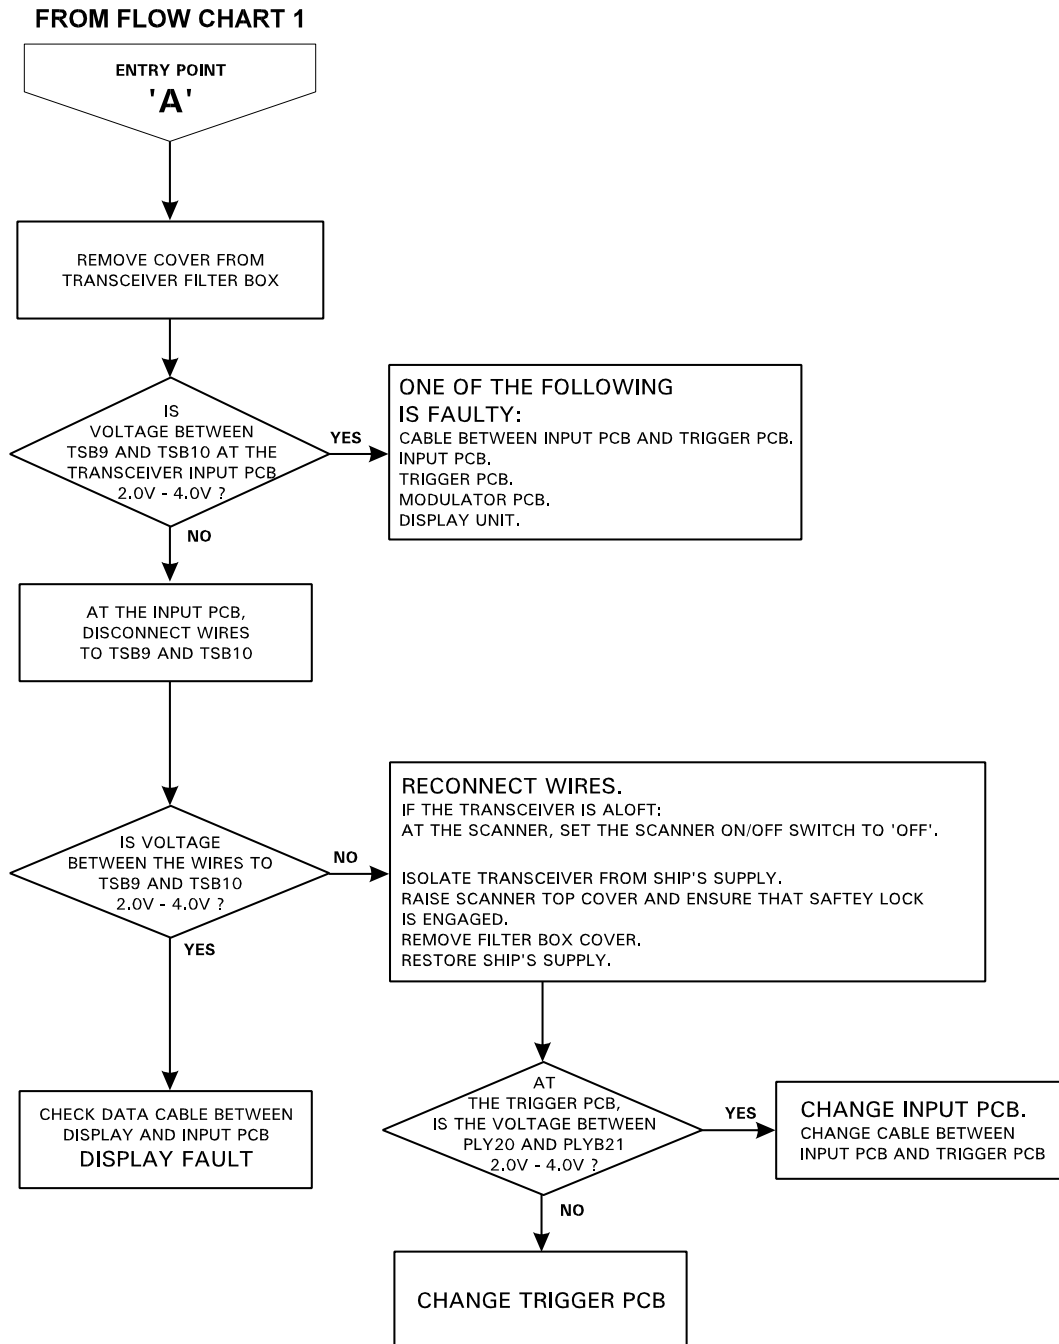 FROM FLOW CHART 1
ENTRY POINT
'A'
REMOVE COVER FROM
TRANSCEIVER FILTER BOX
IS
VOLTAGE BETWEEN
TSB9 AND TSB10 AT THE
TRANSCEIVER INPUT PCB
2.0V - 4.0V ?
YES
ONE OF THE FOLLOWING
IS FAULTY:
CABLE BETWEEN INPUT PCB AND TRIGGER PCB.
INPUT PCB.
TRIGGER PCB.
MODULATOR PCB.
DISPLAY UNIT.
NO
AT THE INPUT PCB,
DISCONNECT WIRES
TO TSB9 AND TSB10
IS VOLTAGE
BETWEEN THE WIRES TO
TSB9 AND TSB10
2.0V - 4.0V ?
NO
RECONNECT WIRES.
IF THE TRANSCEIVER IS ALOFT:
AT THE SCANNER, SET THE SCANNER ON/OFF SWITCH TO 'OFF'.
ISOLATE TRANSCEIVER FROM SHIP'S SUPPLY.
RAISE SCANNER TOP COVER AND ENSURE THAT SAFTEY LOCK
IS ENGAGED.
REMOVE FILTER BOX COVER.
RESTORE SHIP'S SUPPLY.
YES
CHECK DATA CABLE BETWEEN
DISPLAY AND INPUT PCB
DISPLAY FAULT
AT
THE TRIGGER PCB,
IS THE VOLTAGE BETWEEN
PLY20 AND PLYB21
2.0V - 4.0V ?
YES
CHANGE INPUT PCB.
CHANGE CABLE BETWEEN
INPUT PCB AND TRIGGER PCB
NO
CHANGE TRIGGER PCB